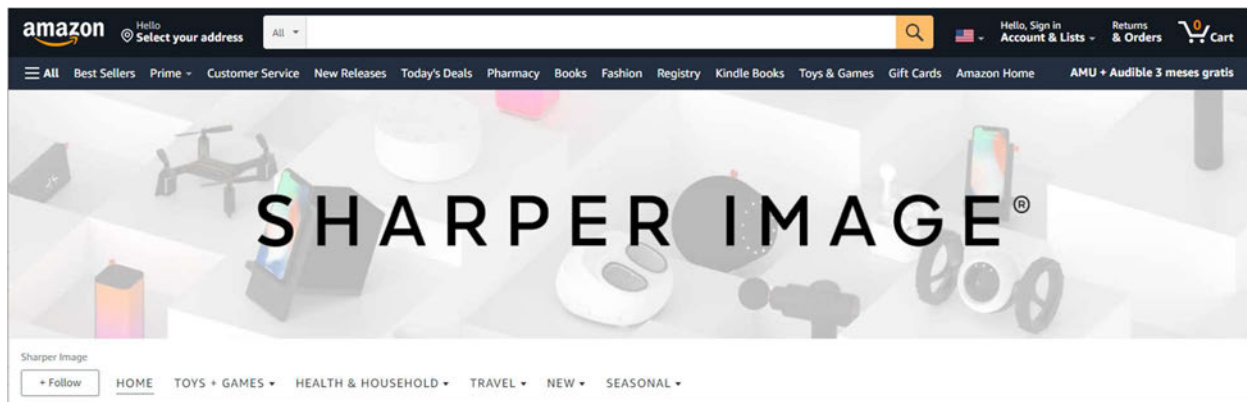 amazon
Hello
Select your address
All
Hello, Sign in
Account & Lists
Returns
& Orders
0
Cart
All Best Sellers Prime Customer Service New Releases Today's Deals Pharmacy Books Fashion Registry Kindle Books Toys & Games Gift Cards Amazon Home AMU + Audible 3 meses gratis
SHARPER IMAGE®
Sharper Image
+ Follow HOME TOYS + GAMES HEALTH & HOUSEHOLD TRAVEL NEW SEASONAL